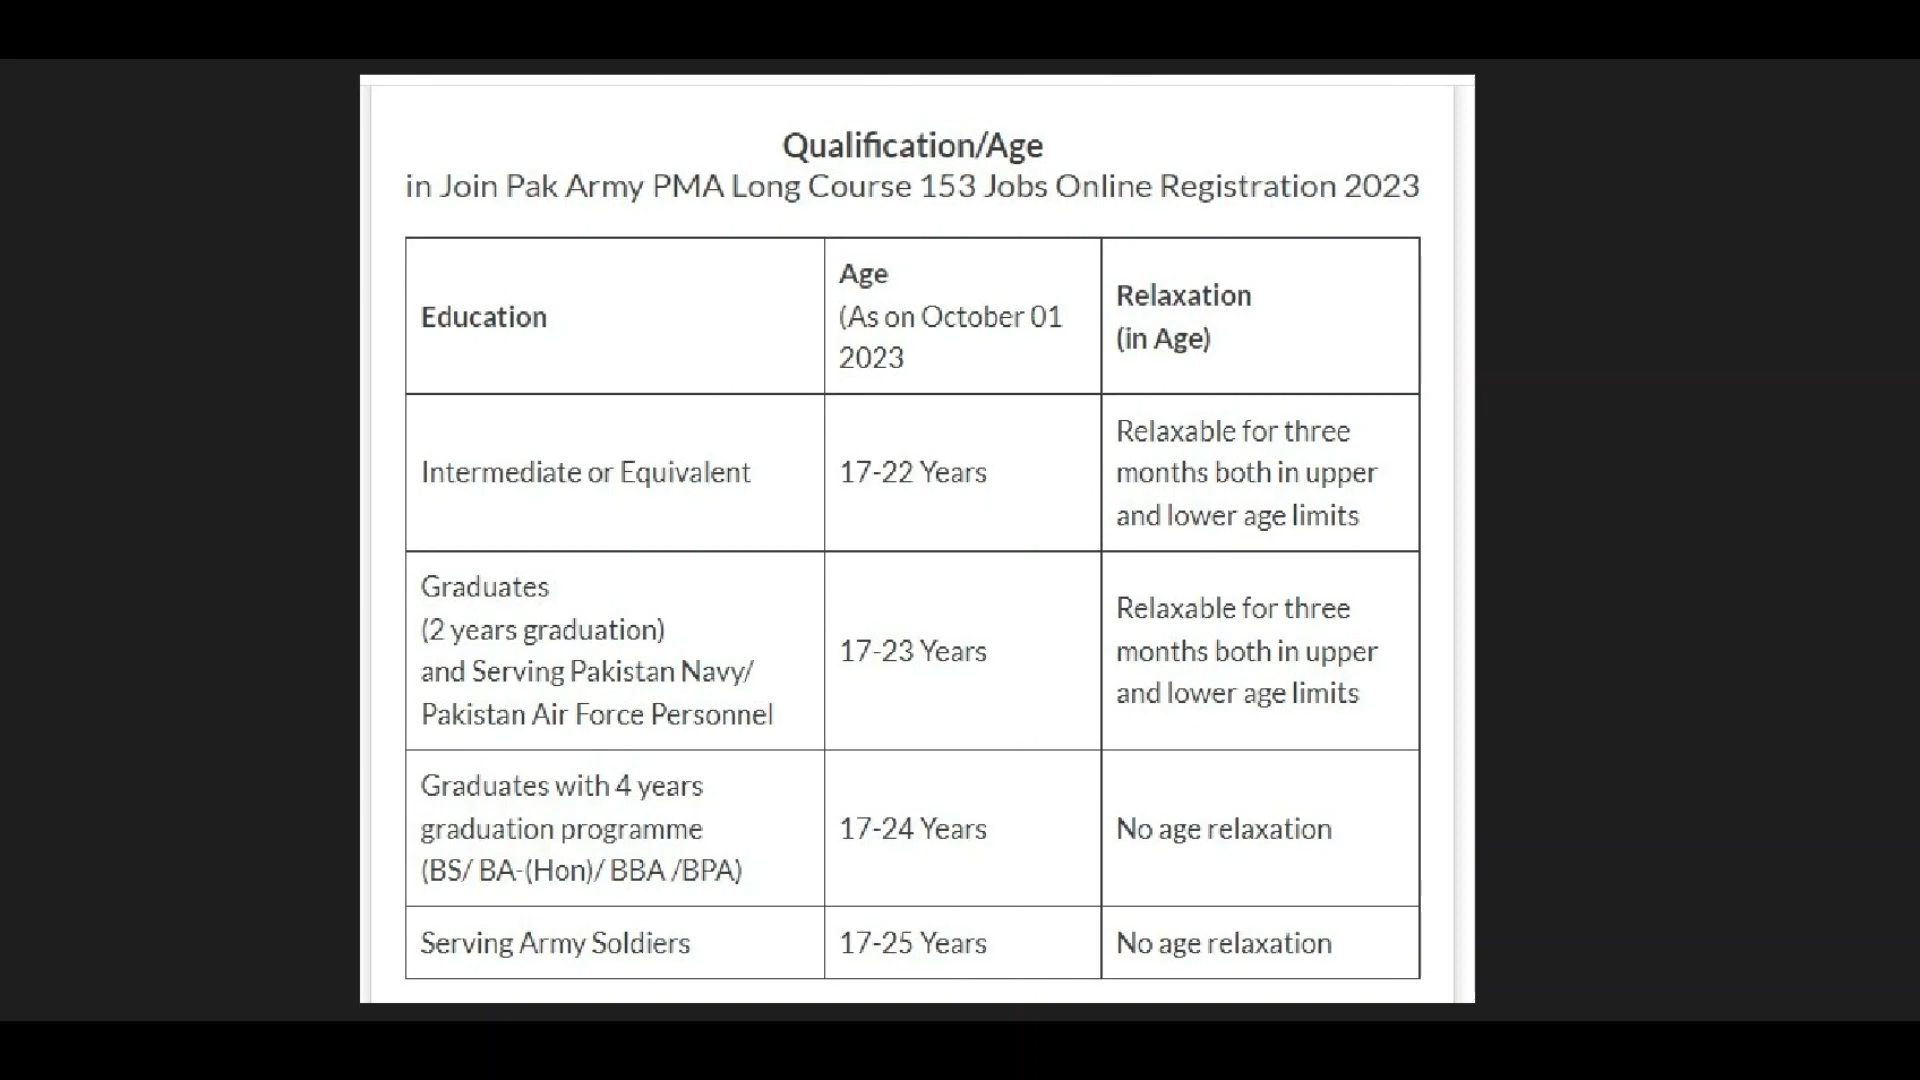 Qualification/Age
in Join Pak Army PMA Long Course 153 Jobs Online Registration 2023
Education
Age
(As on October 01
2023
Relaxation
(in Age)
Intermediate or Equivalent
17-22 Years
Relaxable for three
months both in upper
and lower age limits
Graduates
(2 years graduation)
and Serving Pakistan Navy/
Pakistan Air Force Personnel
17-23 Years
Relaxable for three
months both in upper
and lower age limits
Graduates with 4 years
graduation programme
(BS/ BA-(Hon)/ BBA /BPA)
17-24 Years
No age relaxation
Serving Army Soldiers
17-25 Years
No age relaxation